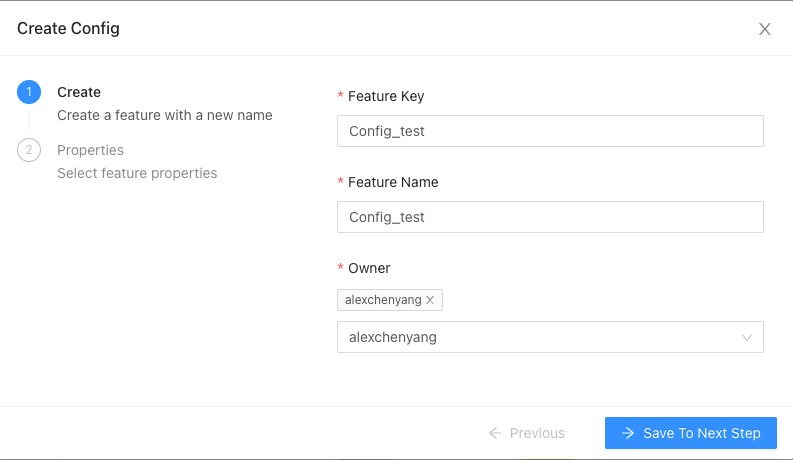 Create Config
1 Create
Create a feature with a new name
2 Properties
Select feature properties
* Feature Key
Config_test
* Feature Name
Config_test
* Owner
alexchenyang
alexchenyang
Previous
Save To Next Step